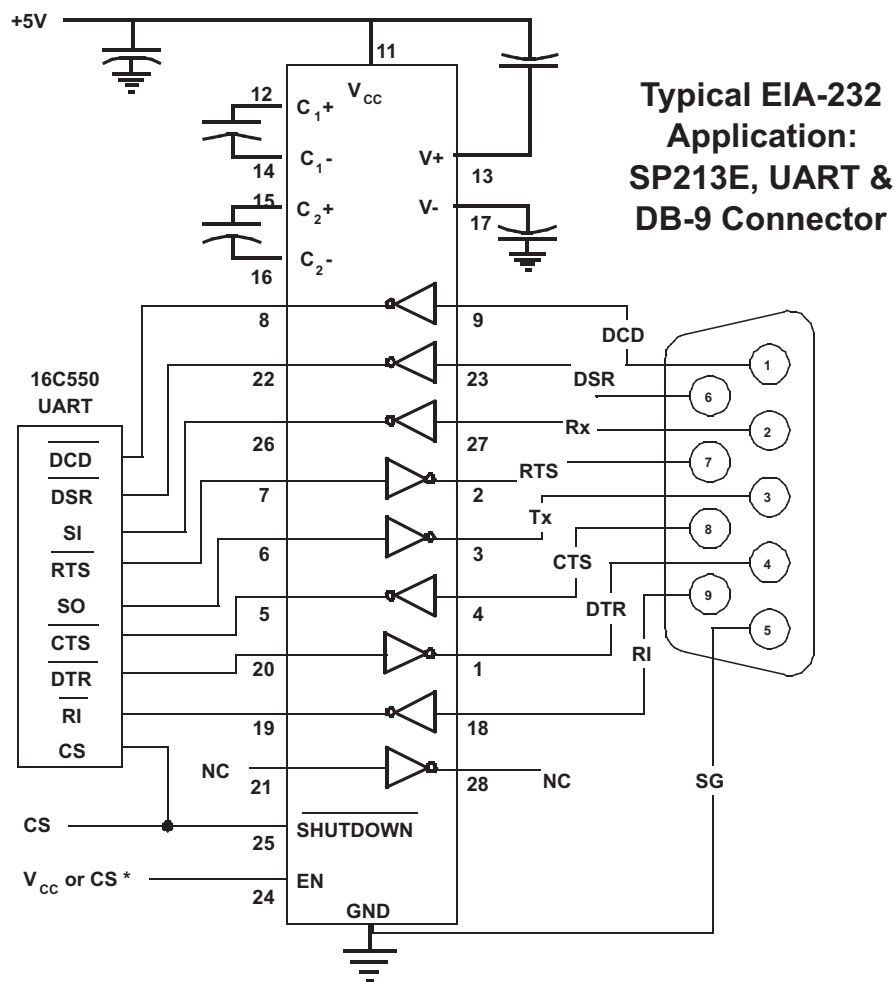 +5V
11
Typical EIA-232
Application:
SP213E, UART &
DB-9 Connector
12
C1+
VCC
14
C1-
V+
13
15
C2+
V-
17
16
C2-
8
9
DCD
1
16C550
UART
22
23
DSR
6
26
27
Rx
2
DCD
7
2
RTS
7
DSR
6
3
Tx
3
SI
RTS
5
4
CTS
8
SO
20
1
DTR
4
CTS
9
DTR
19
18
RI
5
RI
CS
NC
21
28
NC
SG
CS
25
SHUTDOWN
VCC or CS *
24
EN
GND